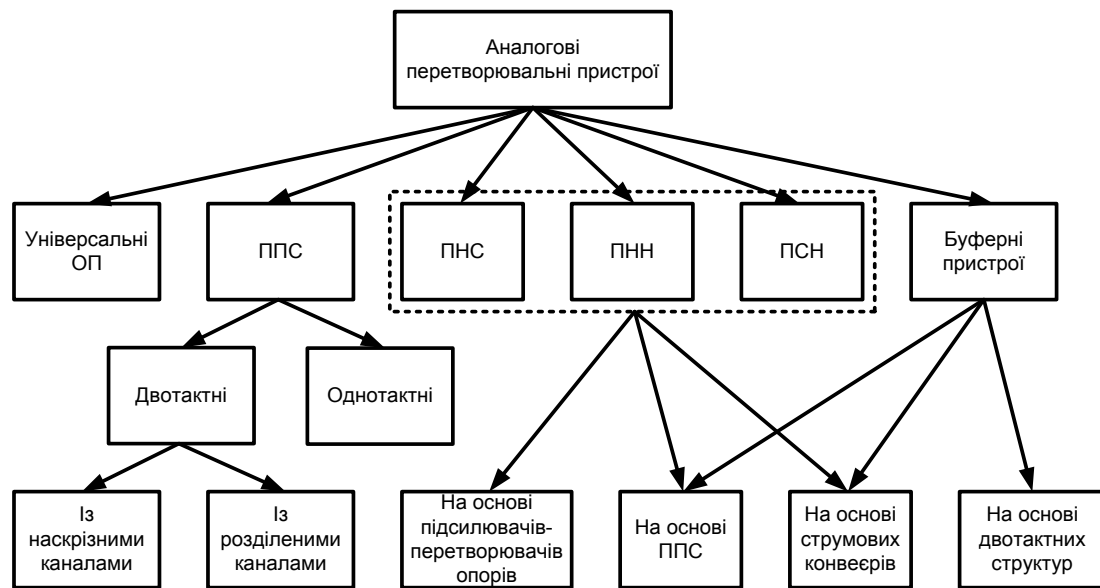 Аналогові
перетворювальні пристрої
Універсальні
ОП
ППС
ПНС
ПНН
ПСН
Буферні
пристрої
Двотактні
Однотактні
Із
наскрізними
каналами
Із
розділеними
каналами
На основі
підсилювачів-
перетворювачів
опорів
На основі
ППС
На основі
струмових
конвеєрів
На основі
двотактних
структур